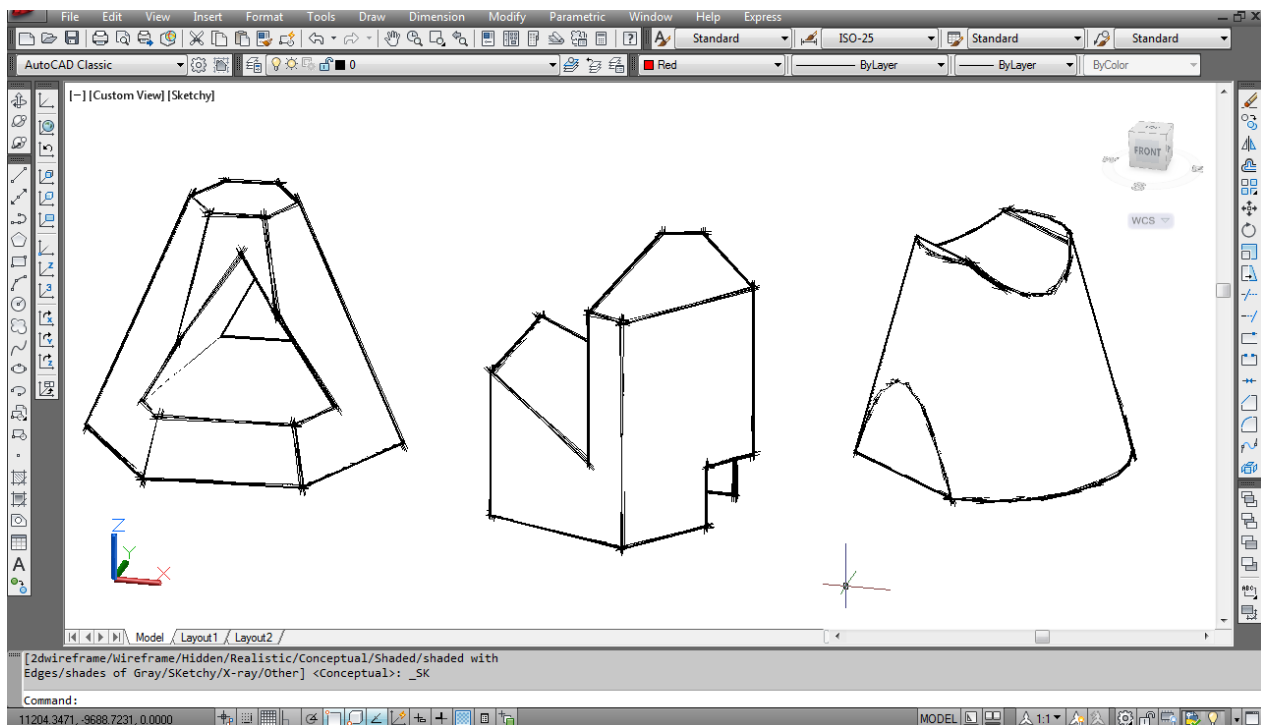 File Edit View Insert Format Tools Draw Dimension Modify Parametric Window Help Express
Standard ISO-25 Standard Standard
AutoCAD Classic 0 Red ByLayer ByLayer ByColor
[−] [Custom View] [Sketchy]
FRONT
WCS
Z
Y
X
Model Layout1 Layout2
[2dwireframe/Wireframe/Hidden/Realistic/Conceptual/Shaded/shaded with
Edges/shades of Gray/SKetchy/X-ray/Other] <Conceptual>: _SK
Command:
11204.3471, -9688.7231, 0.0000 MODEL 1:1